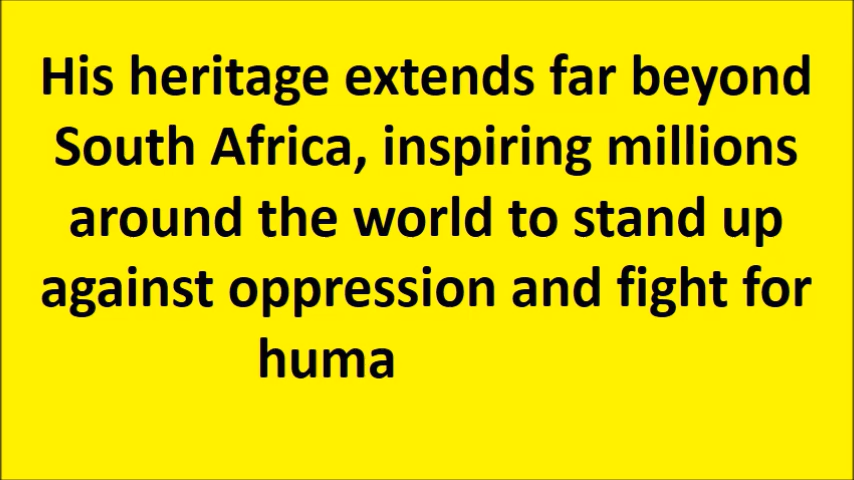 His heritage extends far beyond
South Africa, inspiring millions
around the world to stand up
against oppression and fight for
huma